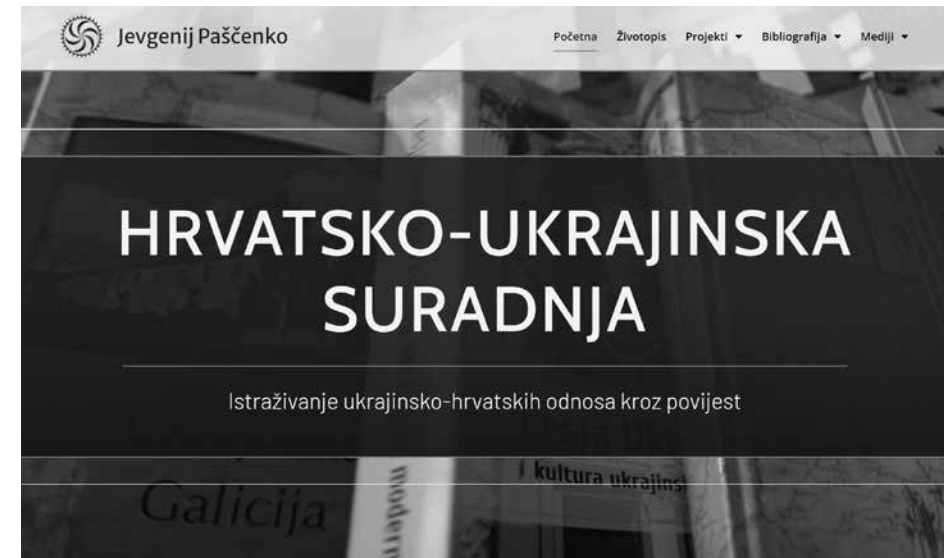 Jevgenij Paščenko
Početna Životopis Projekti Bibliografija Mediji
HRVATSKO-UKRAJINSKA
SURADNJA
Istraživanje ukrajinsko-hrvatskih odnosa kroz povijest
i kultura ukrajins
Galicija